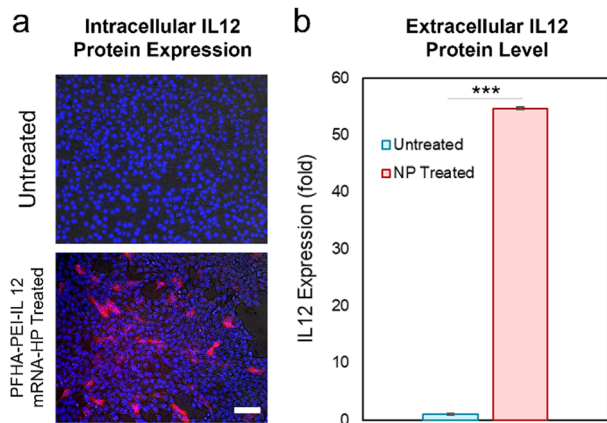 a
Intracellular IL12
Protein Expression
Untreated
PFHA-PEI-IL 12
mRNA-HP Treated
b
Extracellular IL12
Protein Level
IL12 Expression (fold)
60
50
40
30
20
10
0
***
Untreated
NP Treated